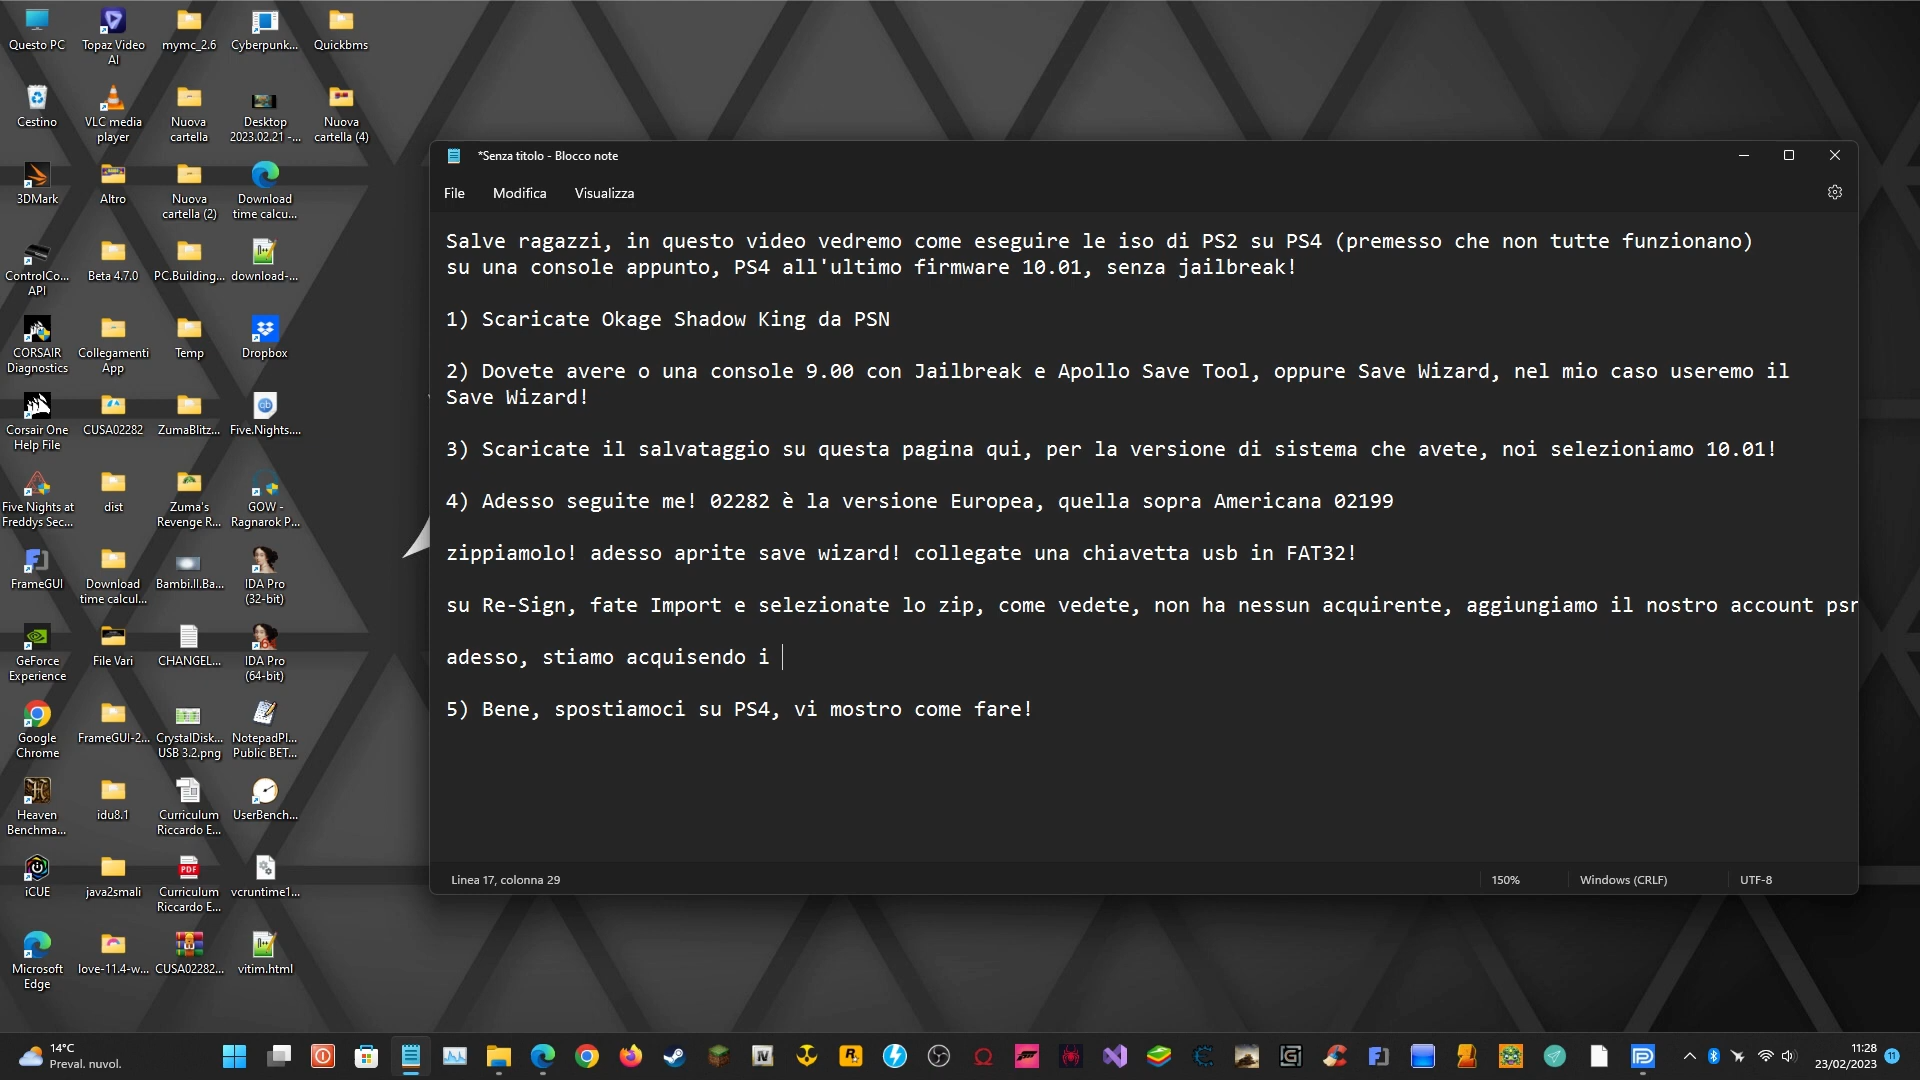 Questo PC
Topaz Video
AI
mymc_2.6
Cyberpunk...
Quickbms
Cestino
VLC media
player
Nuova
cartella
Desktop
2023.02.21 -...
Nuova
cartella (4)
3DMark
Altro
Nuova
cartella (2)
Download
time calcu...
ControlCo...
API
Beta 4.7.0
PC.Building...
download-...
CORSAIR
Diagnostics
Collegamenti
App
Temp
Dropbox
Corsair One
Help File
CUSA02282
ZumaBlitz...
Five.Nights....
Five Nights at
Freddys Sec...
dist
Zuma's
Revenge R...
GOW -
Ragnarok P...
FrameGUI
Download
time calcul...
Bambi.II.Ba...
IDA Pro
(32-bit)
GeForce
Experience
File Vari
CHANGEL...
IDA Pro
(64-bit)
Google
Chrome
FrameGUI-2...
CrystalDisk...
USB 3.2.png
NotepadPl...
Public BET...
Heaven
Benchma...
idu8.1
Curriculum
Riccardo E...
UserBench...
iCUE
java2smali
Curriculum
Riccardo E...
vcruntime1...
Microsoft
Edge
love-11.4-w...
CUSA02282...
vitim.html
*Senza titolo - Blocco note
File Modifica Visualizza
Salve ragazzi, in questo video vedremo come eseguire le iso di PS2 su PS4 (premesso che non tutte funzionano)
su una console appunto, PS4 all'ultimo firmware 10.01, senza jailbreak!
1) Scaricate Okage Shadow King da PSN
2) Dovete avere o una console 9.00 con Jailbreak e Apollo Save Tool, oppure Save Wizard, nel mio caso useremo il
Save Wizard!
3) Scaricate il salvataggio su questa pagina qui, per la versione di sistema che avete, noi selezioniamo 10.01!
4) Adesso seguite me! 02282 è la versione Europea, quella sopra Americana 02199
zippiamolo! adesso aprite save wizard! collegate una chiavetta usb in FAT32!
su Re-Sign, fate Import e selezionate lo zip, come vedete, non ha nessun acquirente, aggiungiamo il nostro account psn
adesso, stiamo acquisendo i
5) Bene, spostiamoci su PS4, vi mostro come fare!
Linea 17, colonna 29
150%
Windows (CRLF)
UTF-8
14°C
Preval. nuvol.
11:28
23/02/2023
11